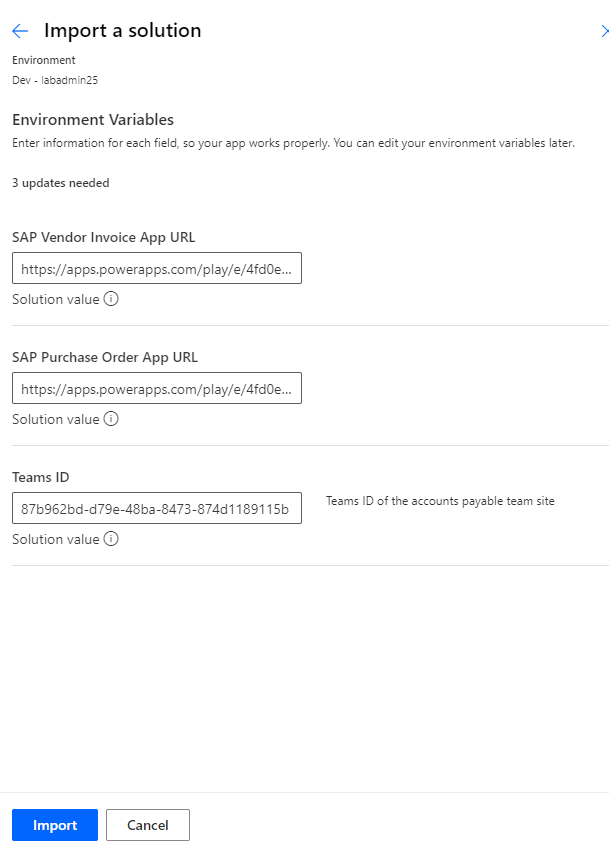 Import a solution
Environment
Dev - labadmin25
Environment Variables
Enter information for each field, so your app works properly. You can edit your environment variables later.
3 updates needed
SAP Vendor Invoice App URL
https://apps.powerapps.com/play/e/4fd0e...
Solution value
SAP Purchase Order App URL
https://apps.powerapps.com/play/e/4fd0e...
Solution value
Teams ID
87b962bd-d79e-48ba-8473-874d1189115b
Teams ID of the accounts payable team site
Solution value
Import
Cancel